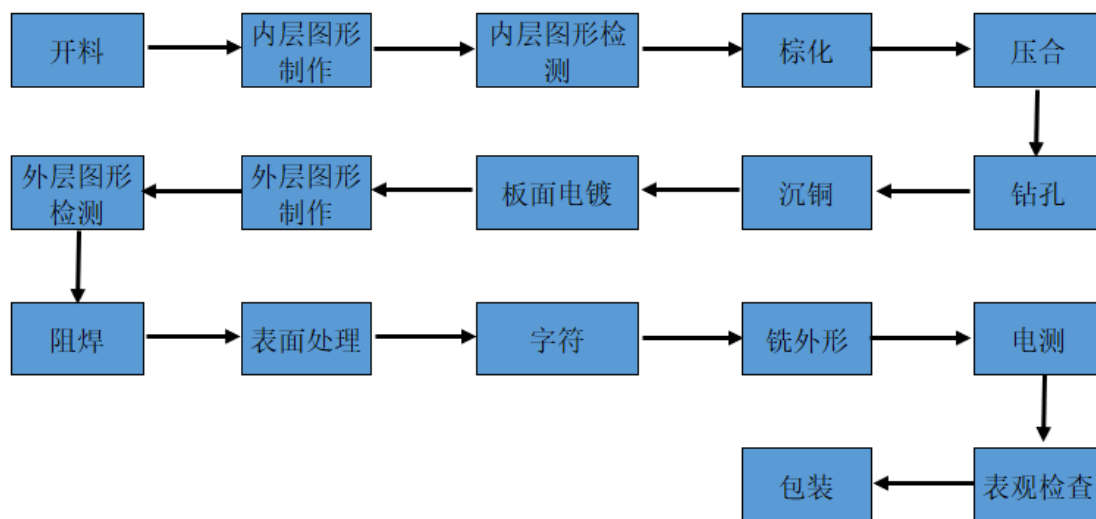 开料
内层图形
制作
内层图形检
测
棕化
压合
外层图形
检测
外层图形
制作
板面电镀
沉铜
钻孔
阻焊
表面处理
字符
铣外形
电测
包装
表观检查